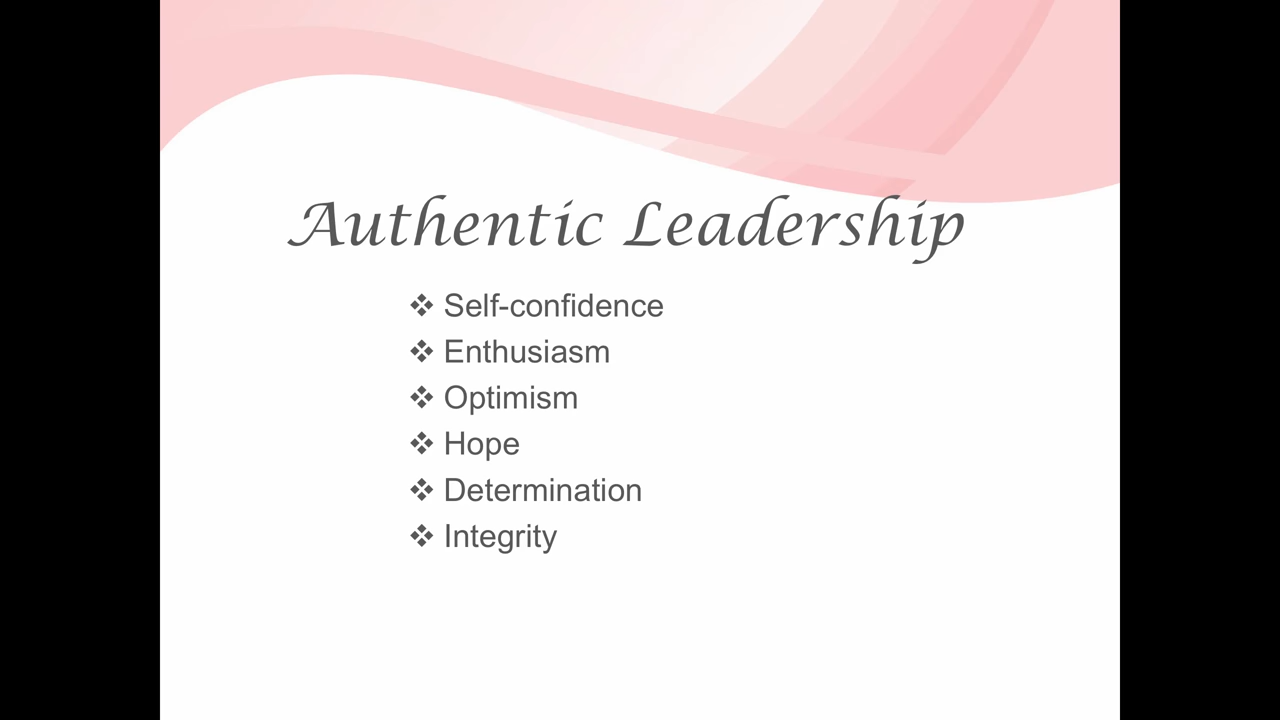 Authentic Leadership
❖ Self-confidence
❖ Enthusiasm
❖ Optimism
❖ Hope
❖ Determination
❖ Integrity